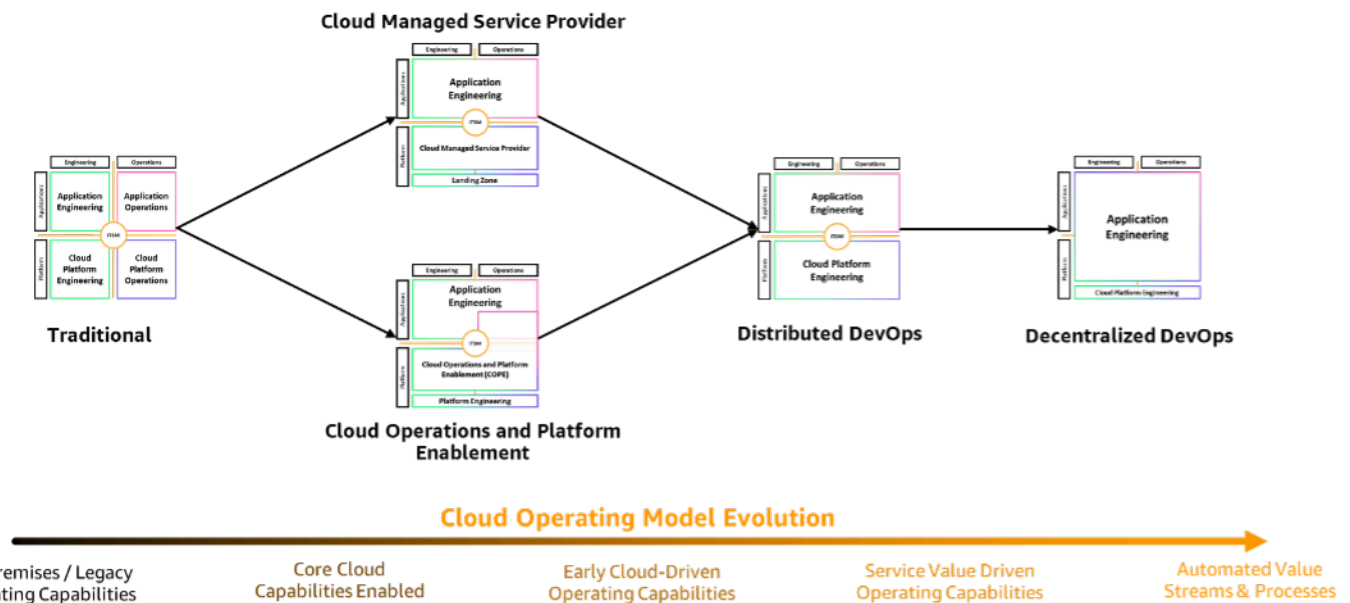 Cloud Managed Service Provider
Engineering
Operations
Applications
Application
Engineering
ITSM
Platform
Cloud Managed Service Provider
Landing Zone
Engineering
Operations
Applications
Application
Engineering
Application
Operations
ITSM
Platform
Cloud
Platform
Engineering
Cloud
Platform
Operations
Traditional
Engineering
Operations
Applications
Application
Engineering
ITSM
Platform
Cloud Operations and Platform
Enablement (COPE)
Platform Engineering
Cloud Operations and Platform
Enablement
Engineering
Operations
Applications
Application
Engineering
ITSM
Platform
Cloud Platform
Engineering
Distributed DevOps
Engineering
Operations
Applications
Platform
Application
Engineering
Cloud Platform Engineering
Decentralized DevOps
Cloud Operating Model Evolution
remises / Legacy
ating Capabilities
Core Cloud
Capabilities Enabled
Early Cloud-Driven
Operating Capabilities
Service Value Driven
Operating Capabilities
Automated Value
Streams & Processes